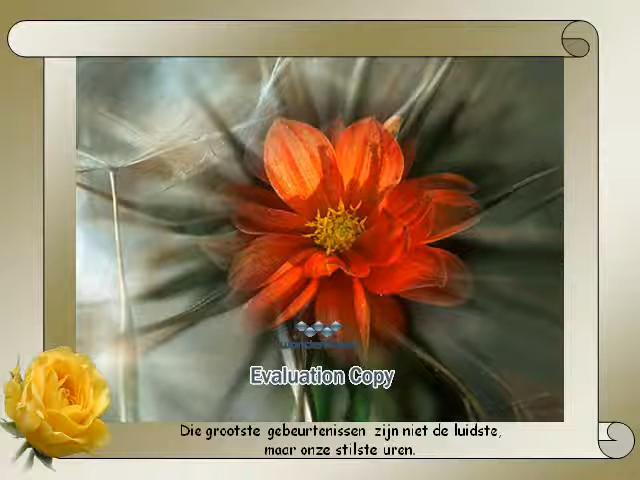 Evaluation Copy
Die grootste gebeurtenissen zijn niet de luidste,
maar onze stilste uren.